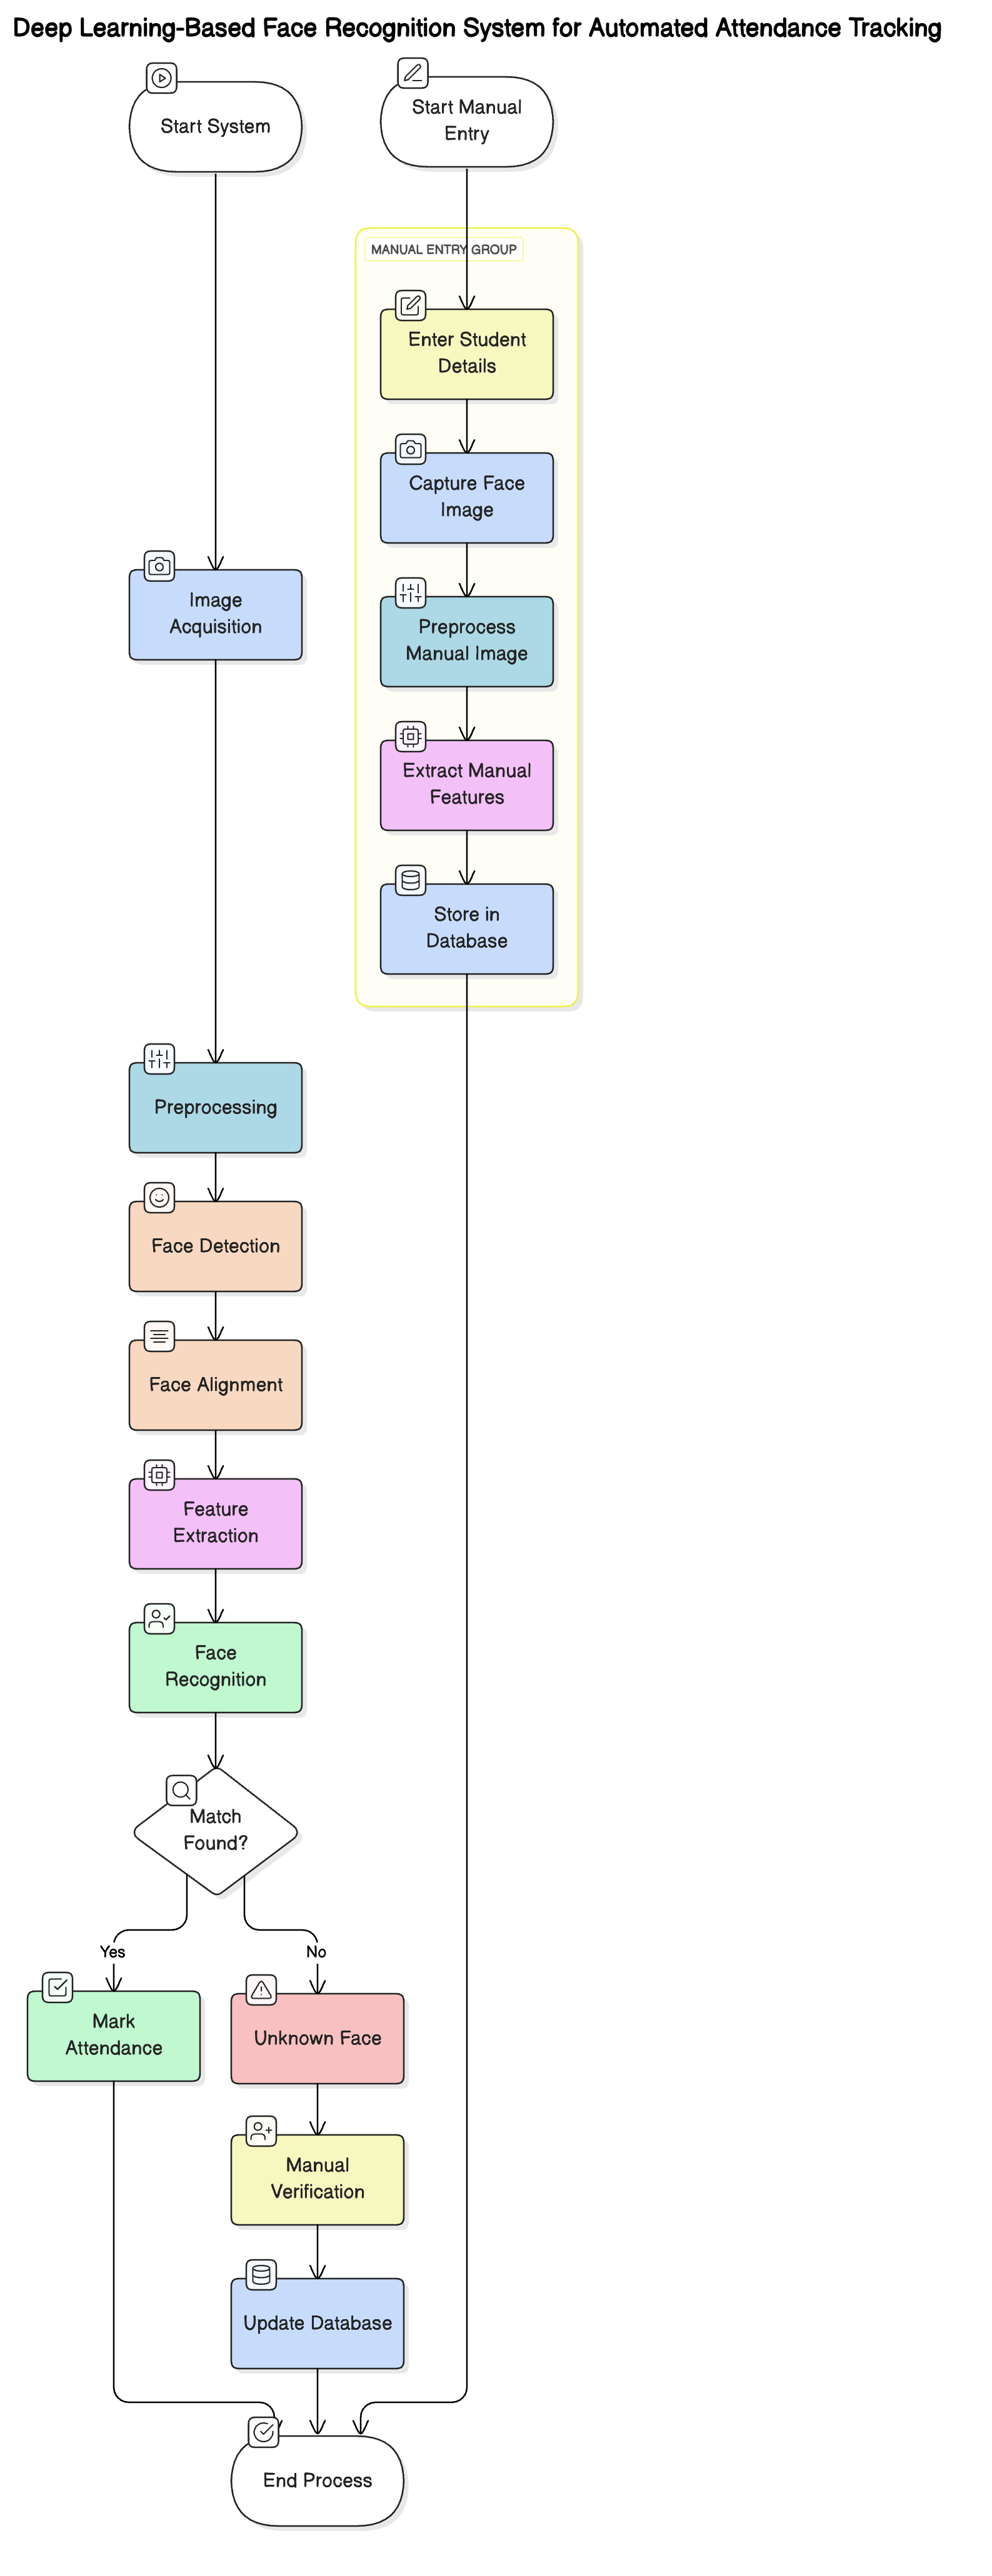 Deep Learning-Based Face Recognition System for Automated Attendance Tracking
Start System
Start Manual
Entry
MANUAL ENTRY GROUP
Enter Student
Details
Capture Face
Image
Image
Acquisition
Preprocess
Manual Image
Extract Manual
Features
Store in
Database
Preprocessing
Face Detection
Face Alignment
Feature
Extraction
Face
Recognition
Match
Found?
Yes
No
Mark
Attendance
Unknown Face
Manual
Verification
Update Database
End Process